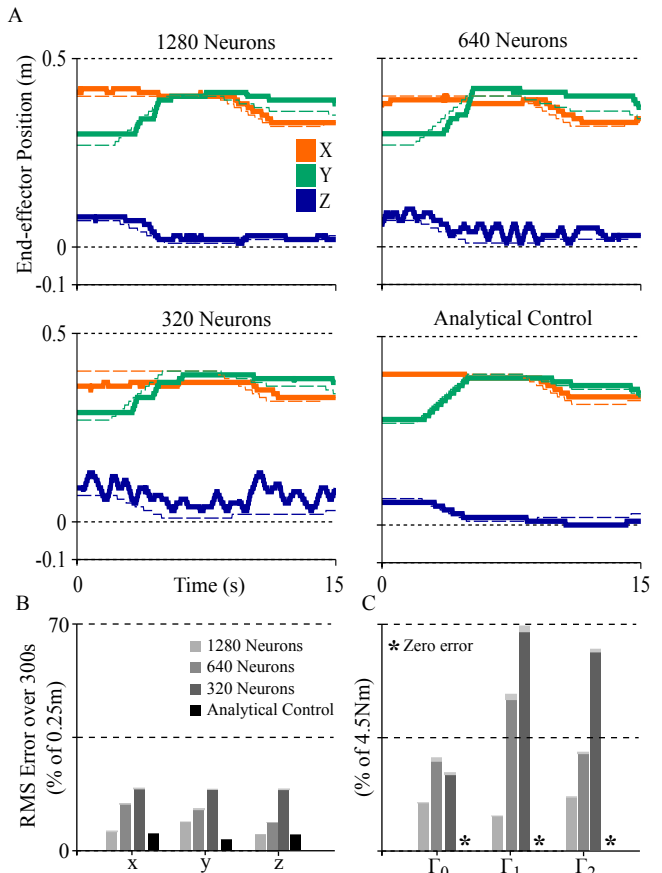 A
1280 Neurons
640 Neurons
End-effector Position (m)
0.5
0
-0.1
X
Y
Z
320 Neurons
Analytical Control
0.5
0
-0.1
0
Time (s)
15
0
15
B
C
RMS Error over 300s
(% of 0.25m)
70
0
1280 Neurons
640 Neurons
320 Neurons
Analytical Control
x
y
z
(% of 4.5Nm)
* Zero error
*
*
*
Γ0
Γ1
Γ2